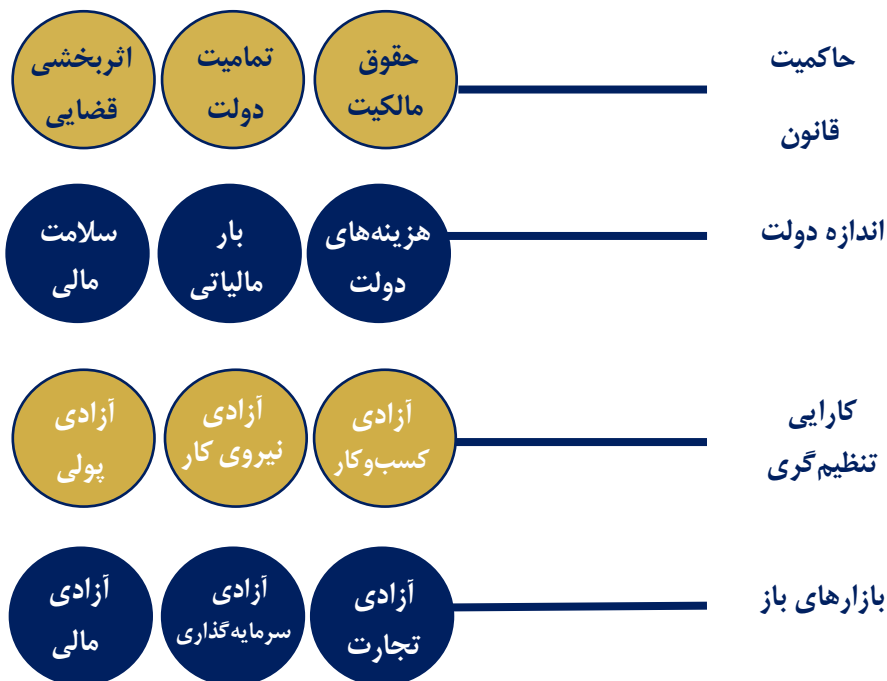 حاکمیت
قانون
حقوق
مالکیت
تمامیت
دولت
اثربخشی
قضایی
اندازه دولت
هزینه‌های
دولت
بار
مالیاتی
سلامت
مالی
کارایی
تنظیم‌گری
آزادی
کسب‌وکار
آزادی
نیروی کار
آزادی
پولی
بازارهای باز
آزادی
تجارت
آزادی
سرمایه‌گذاری
آزادی
مالی